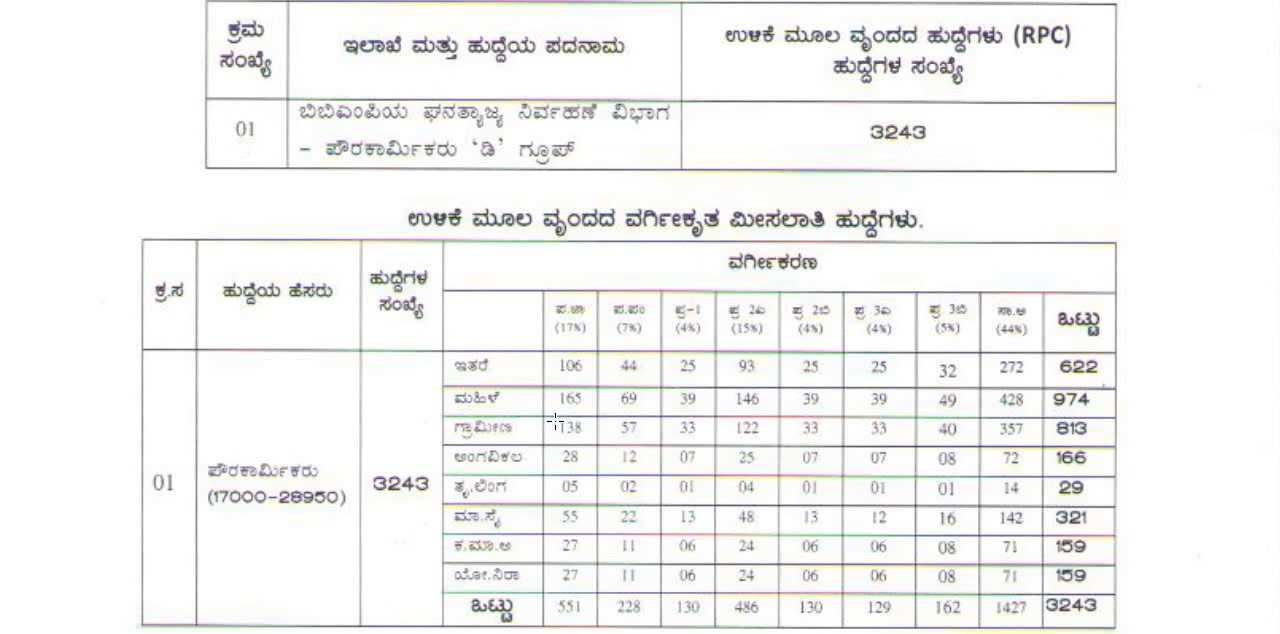 ಕ್ರಮ ಸಂಖ್ಯೆ ಇಲಾಖೆ ಮತ್ತು ಹುದ್ದೆಯ ಪದನಾಮ ಉಳಿಕೆ ಮೂಲ ವೃಂದದ ಹುದ್ದೆಗಳು (RPC) ಹುದ್ದೆಗಳ ಸಂಖ್ಯೆ
01 ಬಿಬಿಎಂಪಿಯ ಘನತ್ಯಾಜ್ಯ ನಿರ್ವಹಣೆ ವಿಭಾಗ – ಪೌರಕಾರ್ಮಿಕರು 'ಡಿ' ಗ್ರೂಪ್ 3243
ಉಳಿಕೆ ಮೂಲ ವೃಂದದ ವರ್ಗೀಕೃತ ಮೀಸಲಾತಿ ಹುದ್ದೆಗಳು.
ಕ್ರ.ಸ ಹುದ್ದೆಯ ಹೆಸರು ಹುದ್ದೆಗಳ ಸಂಖ್ಯೆ ವರ್ಗೀಕರಣ
ಪ.ಜಾ (17%) ಪ.ಪಂ (7%) ಪ್ರ-1 (4%) ಪ್ರ 2ಎ (15%) ಪ್ರ 2ಬಿ (4%) ಪ್ರ 3ಎ (4%) ಪ್ರ 3ಬಿ (5%) ಸಾ.ಅ (44%) ಒಟ್ಟು
01 ಪೌರಕಾರ್ಮಿಕರು (17000-28950) 3243
ಇತರೆ 106 44 25 93 25 25 32 272 622
ಮಹಿಳೆ 165 69 39 146 39 39 49 428 974
ಗ್ರಾಮೀಣ 138 57 33 122 33 33 40 357 813
ಅಂಗವಿಕಲ 28 12 07 25 07 07 08 72 166
ತೃ.ಲಿಂಗ 05 02 01 04 01 01 01 14 29
ಮಾ.ಸೈ 55 22 13 48 13 12 16 142 321
ಕ.ಮಾ.ಅ 27 11 06 24 06 06 08 71 159
ಯೋ.ನಿರಾ 27 11 06 24 06 06 08 71 159
ಒಟ್ಟು 551 228 130 486 130 129 162 1427 3243